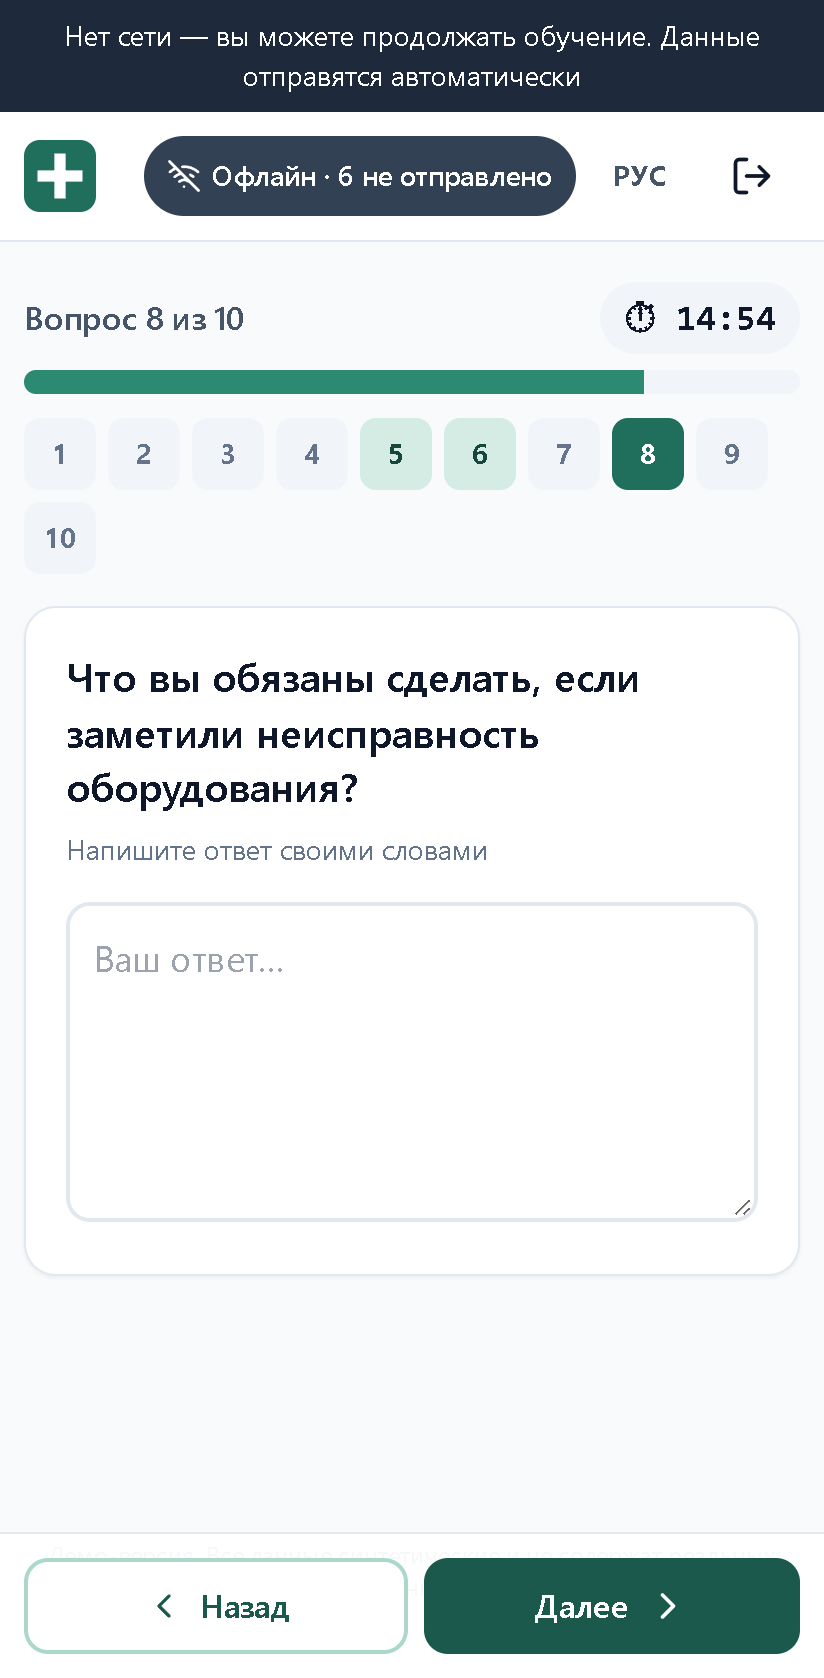 Нет сети — вы можете продолжать обучение. Данные
отправятся автоматически
Офлайн · 6 не отправлено
РУС
Вопрос 8 из 10
14:54
1 2 3 4 5 6 7 8 9
10
Что вы обязаны сделать, если
заметили неисправность
оборудования?
Напишите ответ своими словами
Ваш ответ...
Назад
Далее